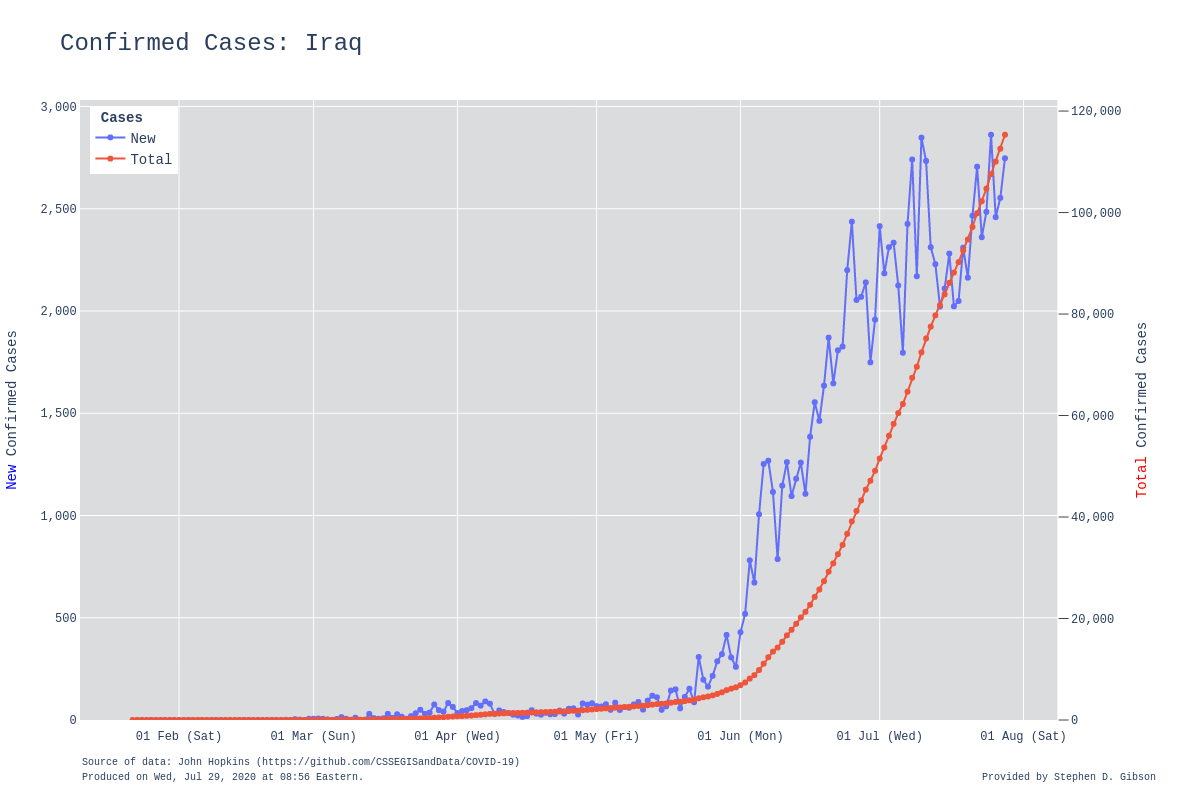 Confirmed Cases: Iraq
Cases
New
Total
3,000
2,500
2,000
1,500
1,000
500
0
120,000
100,000
80,000
60,000
40,000
20,000
0
New Confirmed Cases
Total Confirmed Cases
01 Feb (Sat)
01 Mar (Sun)
01 Apr (Wed)
01 May (Fri)
01 Jun (Mon)
01 Jul (Wed)
01 Aug (Sat)
Source of data: John Hopkins (https://github.com/CSSEGISandData/COVID-19)
Produced on Wed, Jul 29, 2020 at 08:56 Eastern.
Provided by Stephen D. Gibson